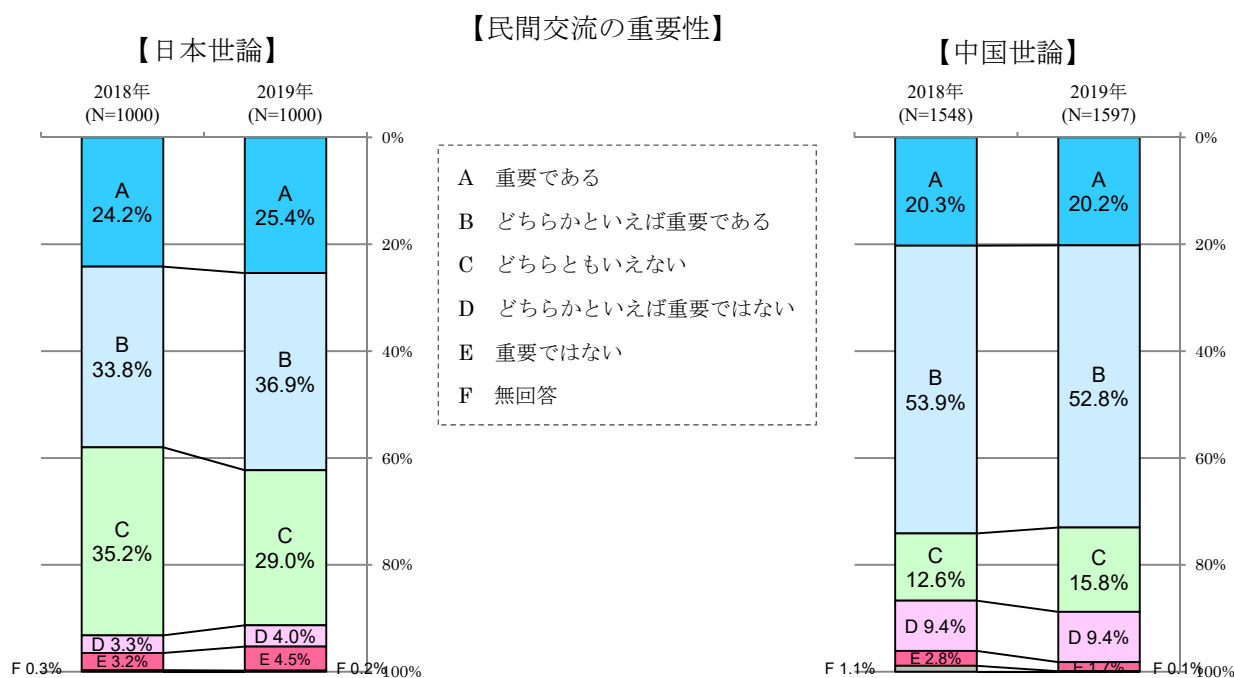 【民間交流の重要性】
【日本世論】
2018年
(N=1000)
2019年
(N=1000)
0%
20%
40%
60%
80%
100%
A
24.2%
B
33.8%
C
35.2%
D 3.3%
E 3.2%
F 0.3%
A
25.4%
B
36.9%
C
29.0%
D 4.0%
E 4.5%
F 0.2%
A 重要である
B どちらかといえば重要である
C どちらともいえない
D どちらかといえば重要ではない
E 重要ではない
F 無回答
【中国世論】
2018年
(N=1548)
2019年
(N=1597)
0%
20%
40%
60%
80%
100%
A
20.3%
B
53.9%
C
12.6%
D 9.4%
E 2.8%
F 1.1%
A
20.2%
B
52.8%
C
15.8%
D 9.4%
E 1.7%
F 0.1%